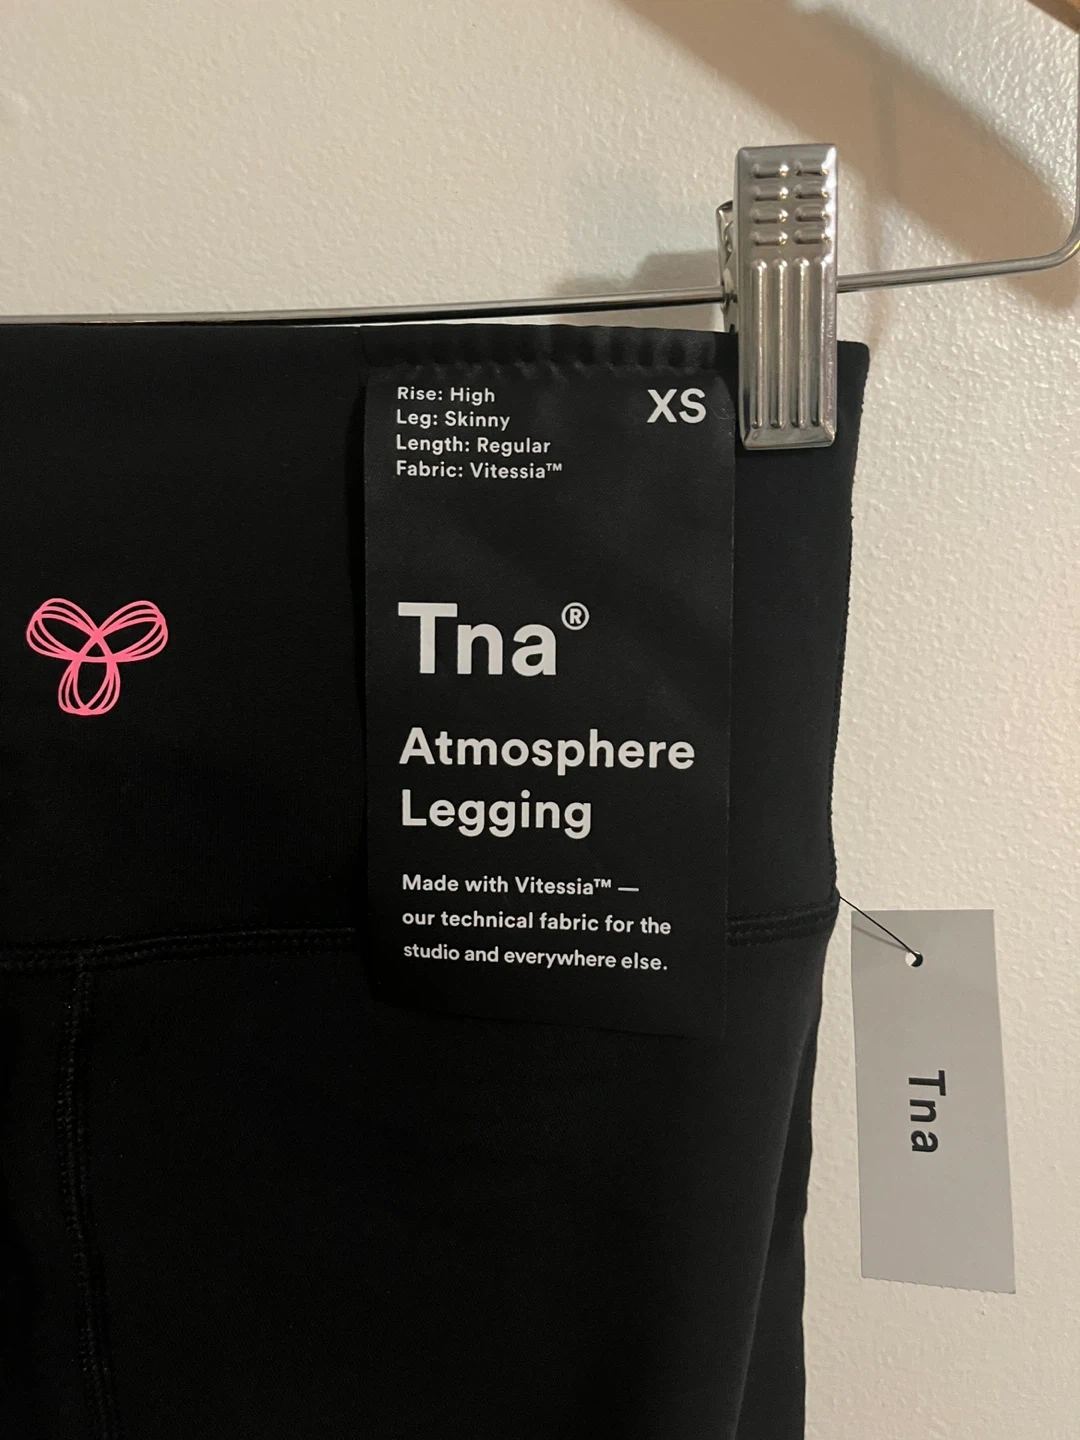 Rise: High
Leg: Skinny
Length: Regular
Fabric: Vitessia™
XS
Tna®
Atmosphere
Legging
Made with Vitessia™ —
our technical fabric for the
studio and everywhere else.
Tna